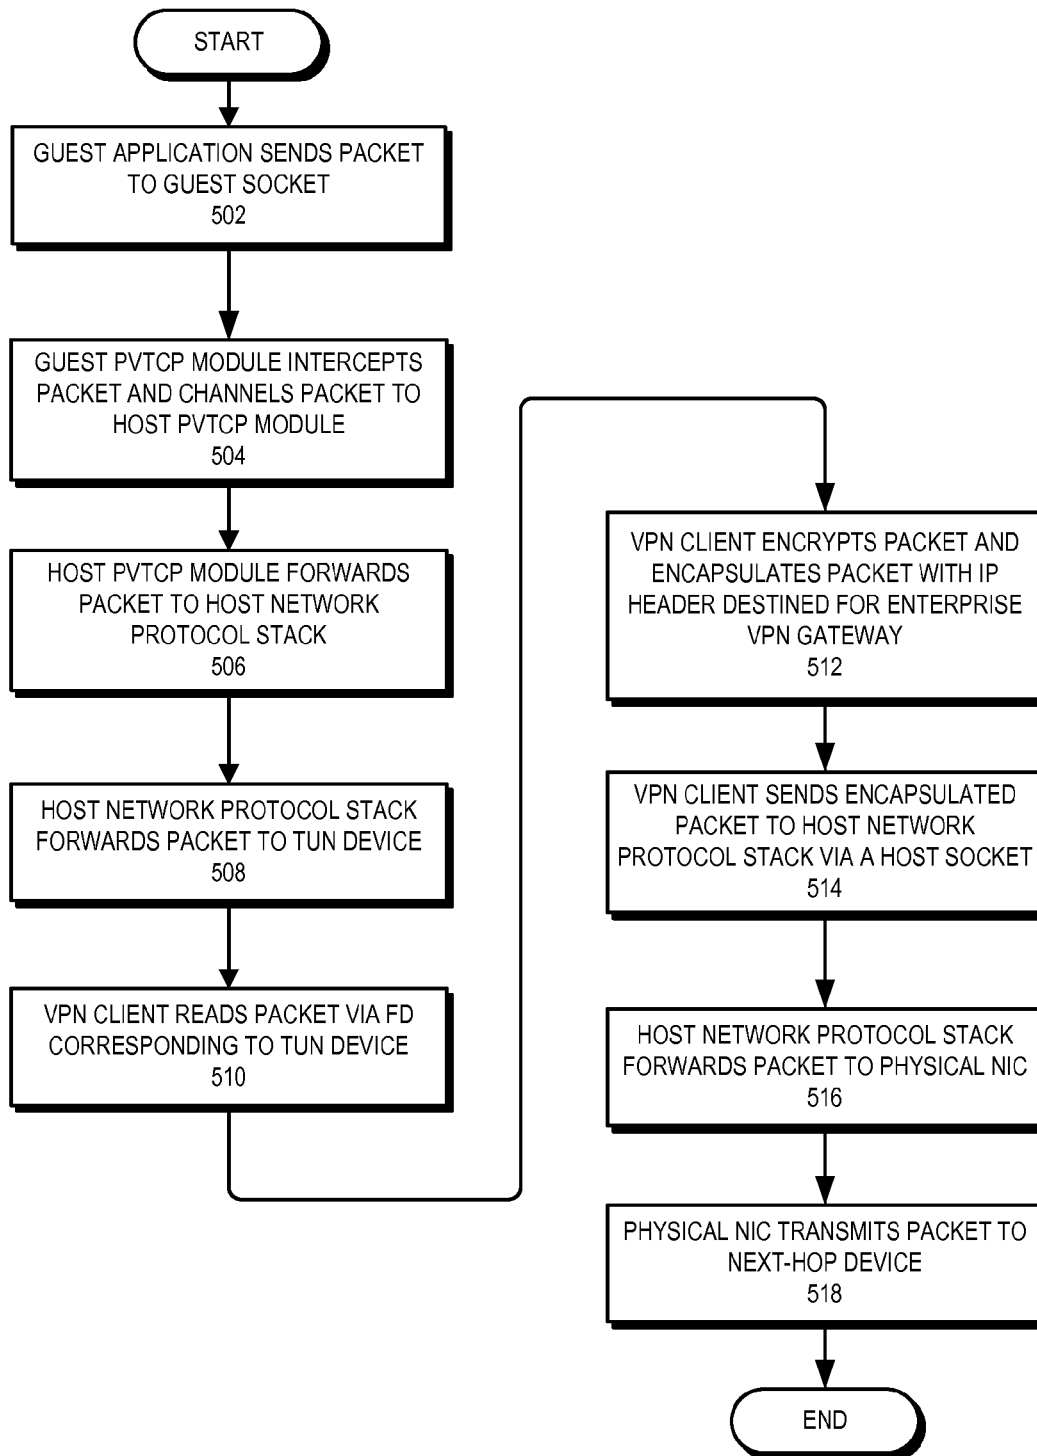 START
GUEST APPLICATION SENDS PACKET
TO GUEST SOCKET
502
GUEST PVTCP MODULE INTERCEPTS
PACKET AND CHANNELS PACKET TO
HOST PVTCP MODULE
504
HOST PVTCP MODULE FORWARDS
PACKET TO HOST NETWORK
PROTOCOL STACK
506
HOST NETWORK PROTOCOL STACK
FORWARDS PACKET TO TUN DEVICE
508
VPN CLIENT READS PACKET VIA FD
CORRESPONDING TO TUN DEVICE
510
VPN CLIENT ENCRYPTS PACKET AND
ENCAPSULATES PACKET WITH IP
HEADER DESTINED FOR ENTERPRISE
VPN GATEWAY
512
VPN CLIENT SENDS ENCAPSULATED
PACKET TO HOST NETWORK
PROTOCOL STACK VIA A HOST SOCKET
514
HOST NETWORK PROTOCOL STACK
FORWARDS PACKET TO PHYSICAL NIC
516
PHYSICAL NIC TRANSMITS PACKET TO
NEXT-HOP DEVICE
518
END